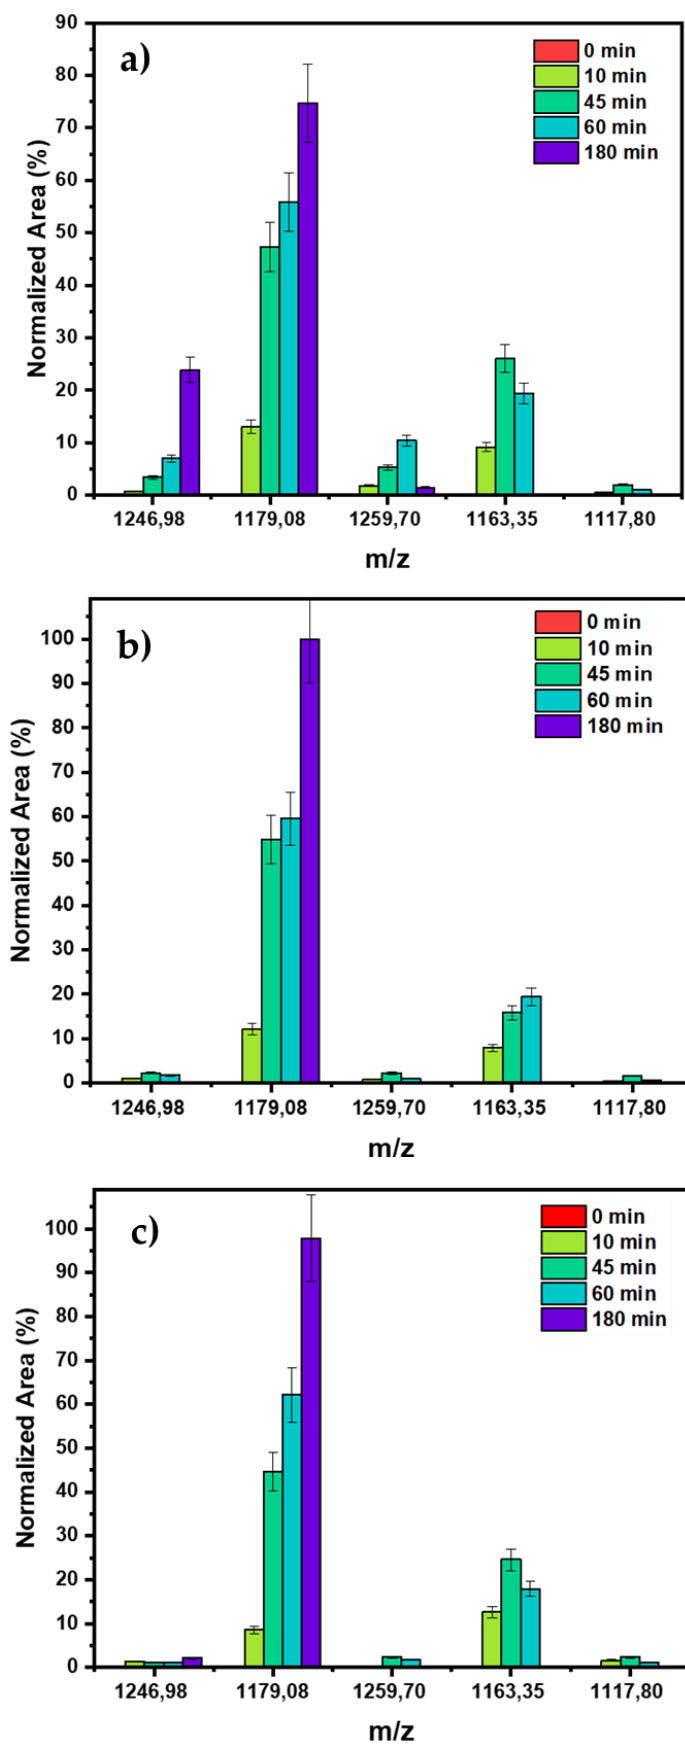 a)
Normalized Area (%)
90
80
70
60
50
40
30
20
10
0
0 min
10 min
45 min
60 min
180 min
1246,98 1179,08 1259,70 1163,35 1117,80
m/z
b)
Normalized Area (%)
100
90
80
70
60
50
40
30
20
10
0
0 min
10 min
45 min
60 min
180 min
1246,98 1179,08 1259,70 1163,35 1117,80
m/z
c)
Normalized Area (%)
100
90
80
70
60
50
40
30
20
10
0
0 min
10 min
45 min
60 min
180 min
1246,98 1179,08 1259,70 1163,35 1117,80
m/z